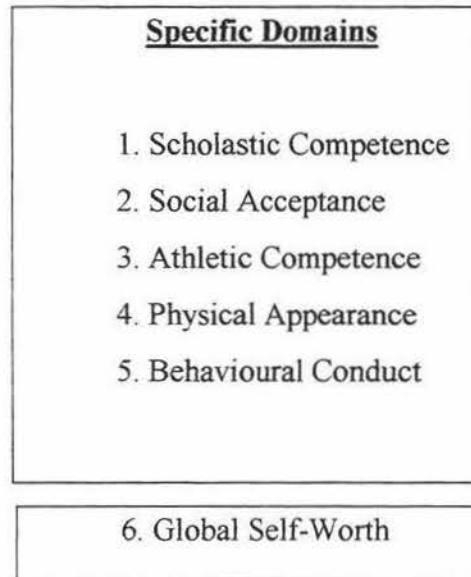 Specific Domains
1. Scholastic Competence
2. Social Acceptance
3. Athletic Competence
4. Physical Appearance
5. Behavioural Conduct
6. Global Self-Worth